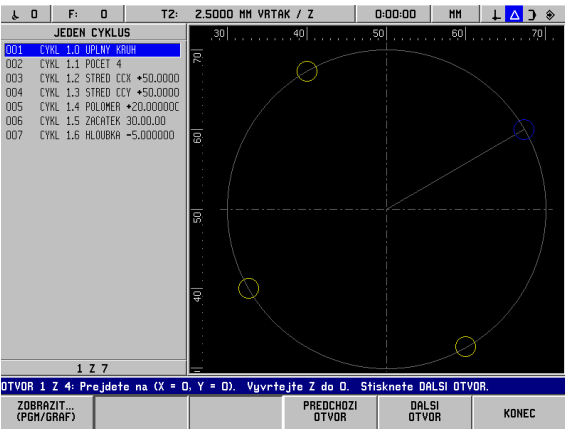 0 F: 0 T2: 2.5000 MM VRTAK / Z 0:00:00 MM
JEDEN CYKLUS
001 CYKL 1.0 UPLNY KRUH
002 CYKL 1.1 POCET 4
003 CYKL 1.2 STRED CCX +50.0000
004 CYKL 1.3 STRED CCY +50.0000
005 CYKL 1.4 POLOMER +20.00000C
006 CYKL 1.5 ZACATEK 30.00.00
007 CYKL 1.6 HLOUBKA -5.000000
1 Z 7
30 40 50 60 70
70
60
50
40
OTVOR 1 Z 4: Prejdete na (X = 0, Y = 0). Vyvrtejte Z do 0. Stisknete DALSI OTVOR.
ZOBRAZIT...
(PGM/GRAF)
PREDCHOZI
OTVOR
DALSI
OTVOR
KONEC